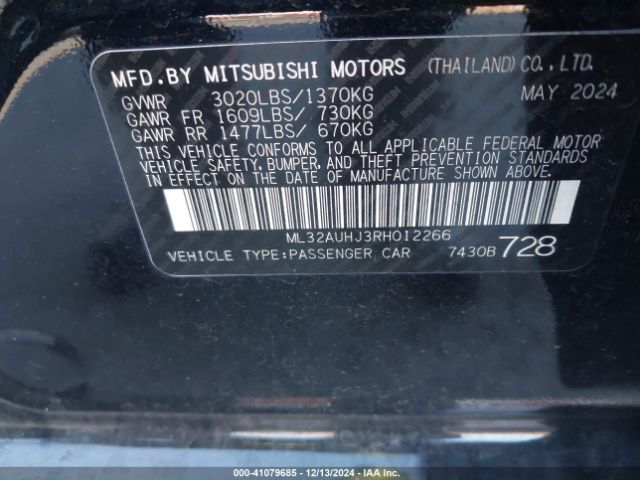 MFD.BY MITSUBISHI MOTORS (THAILAND)CO.,LTD.
GVWR 3020LBS/1370KG MAY 2024
GAWR FR 1609LBS/ 730KG
GAWR RR 1477LBS/ 670KG
THIS VEHICLE CONFORMS TO ALL APPLICABLE FEDERAL MOTOR
VEHICLE SAFETY, BUMPER, AND THEFT PREVENTION STANDARDS
IN EFFECT ON THE DATE OF MANUFACTURE SHOWN ABOVE.
ML32AUHJ3RH012266
VEHICLE TYPE:PASSENGER CAR 7430B 728
000-41079685 - 12/13/2024 - IAA Inc.